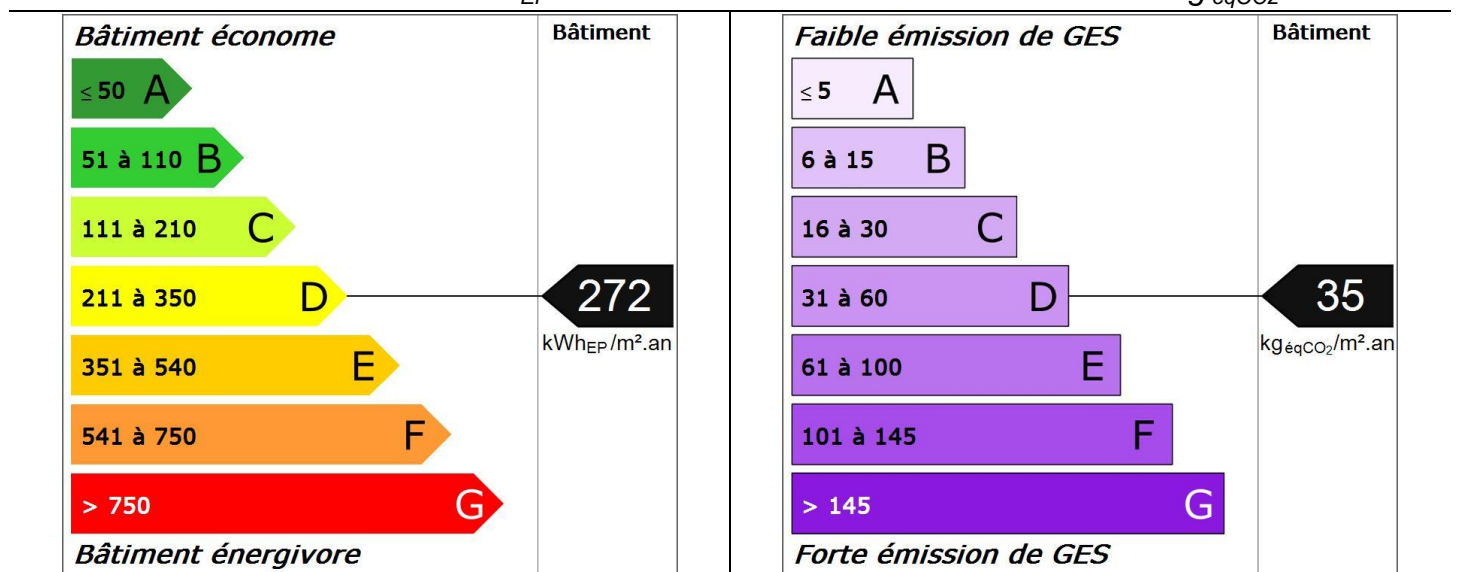 Bâtiment économe
Bâtiment
≤ 50 A
51 à 110 B
111 à 210 C
211 à 350 D
272
kWhEP/m².an
351 à 540 E
541 à 750 F
> 750 G
Bâtiment énergivore
Faible émission de GES
Bâtiment
≤ 5 A
6 à 15 B
16 à 30 C
31 à 60 D
35
kg éqCO₂/m².an
61 à 100 E
101 à 145 F
> 145 G
Forte émission de GES